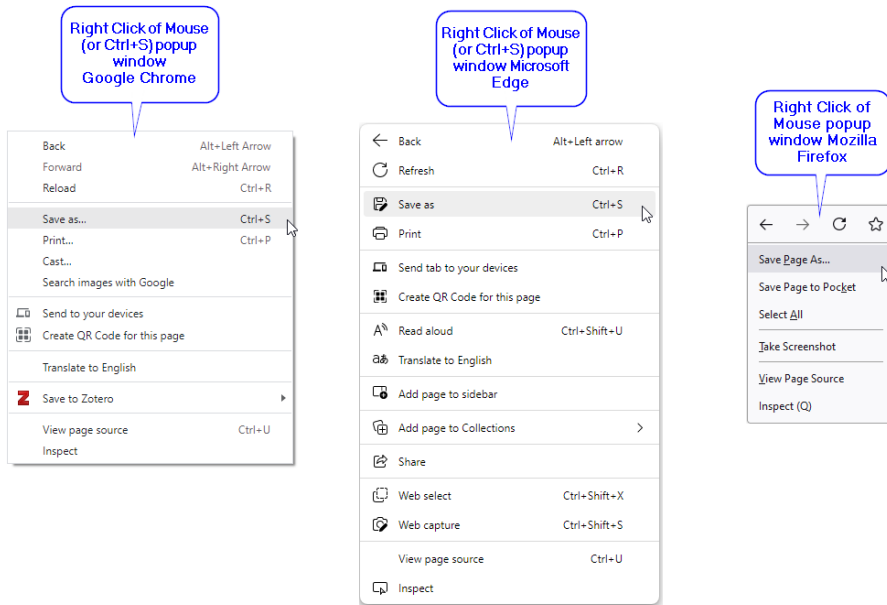 Right Click of Mouse
(or Ctrl+S) popup
window
Google Chrome
Back Alt+Left Arrow
Forward Alt+Right Arrow
Reload Ctrl+R
Save as... Ctrl+S
Print... Ctrl+P
Cast...
Search images with Google
Send to your devices
Create QR Code for this page
Translate to English
Save to Zotero
View page source Ctrl+U
Inspect
Right Click of Mouse
(or Ctrl+S) popup
window Microsoft
Edge
Back Alt+Left arrow
Refresh Ctrl+R
Save as Ctrl+S
Print Ctrl+P
Send tab to your devices
Create QR Code for this page
Read aloud Ctrl+Shift+U
Translate to English
Add page to sidebar
Add page to Collections
Share
Web select Ctrl+Shift+X
Web capture Ctrl+Shift+S
View page source Ctrl+U
Inspect
Right Click of
Mouse popup
window Mozilla
Firefox
Save Page As...
Save Page to Pocket
Select All
Take Screenshot
View Page Source
Inspect (Q)